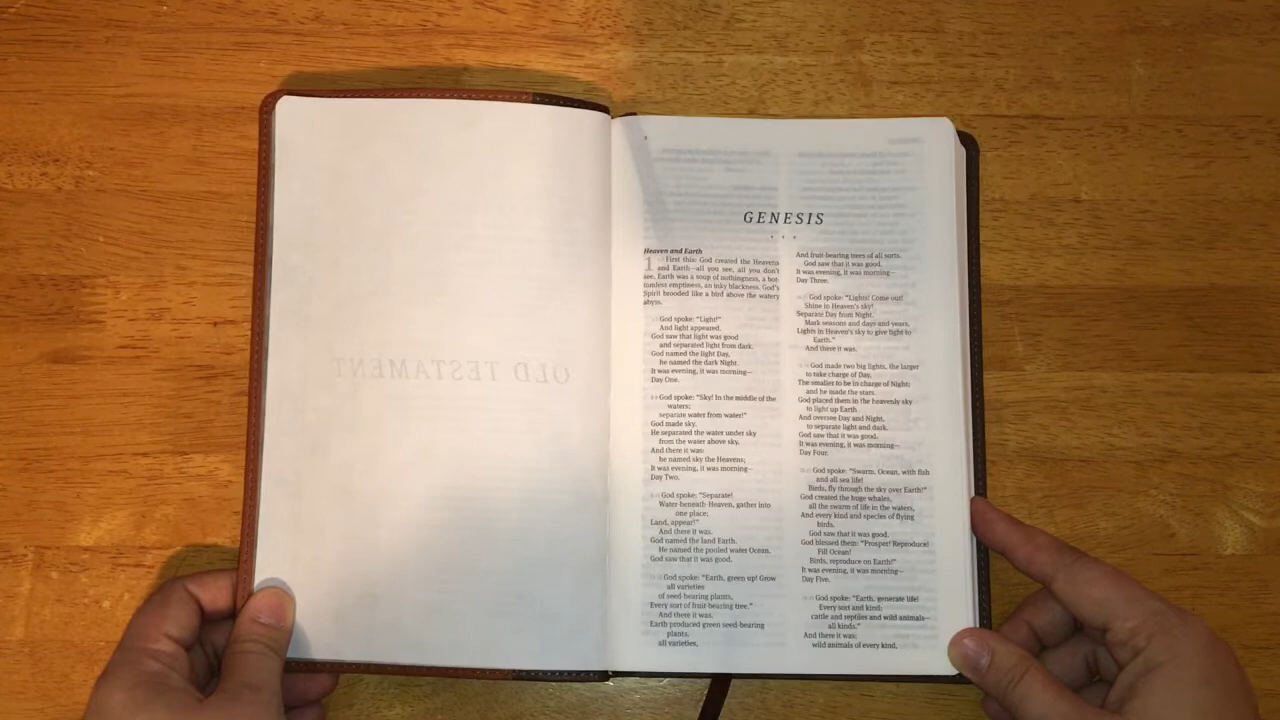 OLD TESTAMENT
GENESIS
Heaven and Earth
1 First this: God created the Heavens
and Earth—all you see, all you don't
see. Earth was a soup of nothingness, a bot-
tomless emptiness, an inky blackness. God's
Spirit brooded like a bird above the watery
abyss.
God spoke: "Light!"
And light appeared.
God saw that light was good
and separated light from dark.
God named the light Day,
he named the dark Night.
It was evening, it was morning—
Day One.
God spoke: "Sky! In the middle of the
waters;
separate water from water!"
God made sky.
He separated the water under sky
from the water above sky.
And there it was:
he named sky the Heavens;
It was evening, it was morning—
Day Two.
God spoke: "Separate!
Water-beneath-Heaven, gather into
one place;
Land, appear!"
And there it was.
God named the land Earth.
He named the pooled water Ocean.
God saw that it was good.
God spoke: "Earth, green up! Grow
all varieties
of seed-bearing plants,
Every sort of fruit-bearing tree."
And there it was.
Earth produced green seed-bearing
plants,
all varieties,
And fruit-bearing trees of all sorts.
God saw that it was good.
It was evening, it was morning—
Day Three.
God spoke: "Lights! Come out!
Shine in Heaven's sky!
Separate Day from Night.
Mark seasons and days and years,
Lights in Heaven's sky to give light to
Earth."
And there it was.
God made two big lights, the larger
to take charge of Day,
The smaller to be in charge of Night;
and he made the stars.
God placed them in the heavenly sky
to light up Earth
And oversee Day and Night,
to separate light and dark.
God saw that it was good.
It was evening, it was morning—
Day Four.
God spoke: "Swarm, Ocean, with fish
and all sea life!
Birds, fly through the sky over Earth!"
God created the huge whales,
all the swarm of life in the waters,
And every kind and species of flying
birds.
God saw that it was good.
God blessed them: "Prosper! Reproduce!
Fill Ocean!
Birds, reproduce on Earth!"
It was evening, it was morning—
Day Five.
God spoke: "Earth, generate life!
Every sort and kind:
cattle and reptiles and wild animals—
all kinds."
And there it was:
wild animals of every kind,